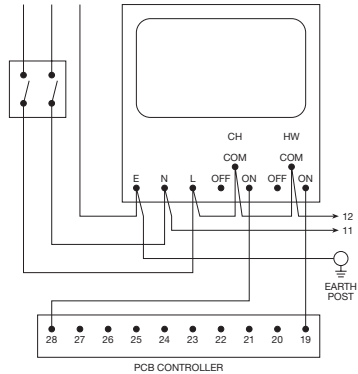 CH HW
COM COM
E N L OFF ON OFF ON
12
11
EARTH
POST
28 27 26 25 24 23 22 21 20 19
PCB CONTROLLER